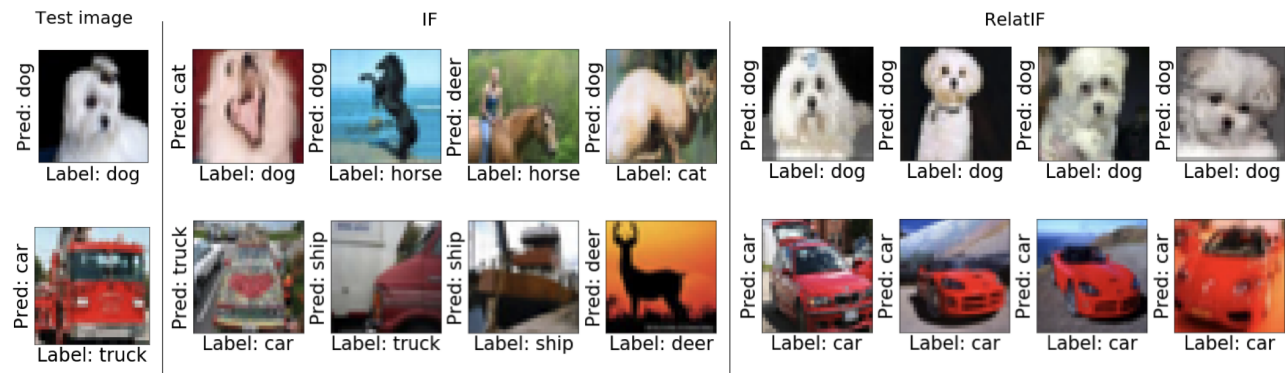 Test image
IF
RelatIF
Pred: dog
Label: dog
Pred: cat
Label: dog
Pred: dog
Label: horse
Pred: deer
Label: horse
Pred: dog
Label: cat
Pred: dog
Label: dog
Pred: dog
Label: dog
Pred: dog
Label: dog
Pred: dog
Label: dog
Pred: car
Label: truck
Pred: truck
Label: car
Pred: ship
Label: truck
Pred: ship
Label: ship
Pred: deer
Label: deer
Pred: car
Label: car
Pred: car
Label: car
Pred: car
Label: car
Pred: car
Label: car